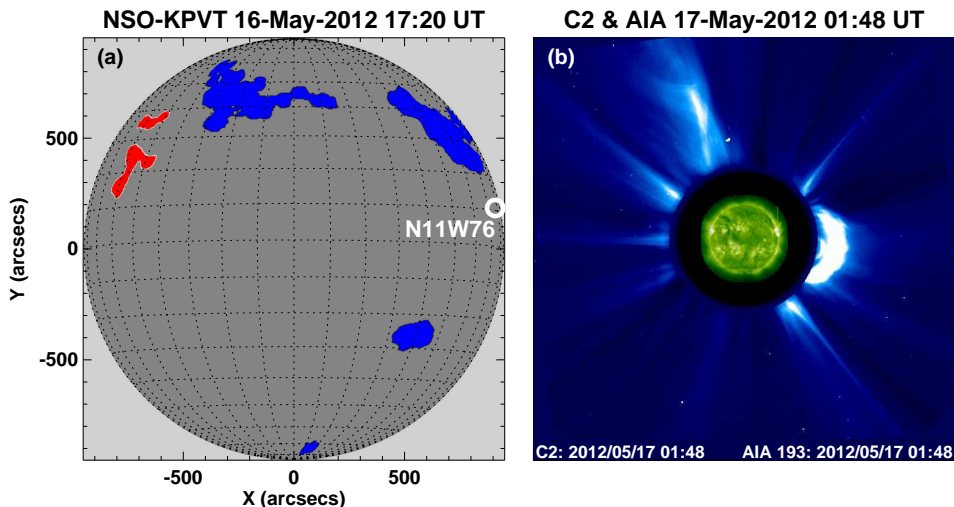 NSO-KPVT 16-May-2012 17:20 UT
(a)
500
0
-500
Y (arcsecs)
N11W76
-500
0
500
X (arcsecs)
C2 & AIA 17-May-2012 01:48 UT
(b)
C2: 2012/05/17 01:48
AIA 193: 2012/05/17 01:48